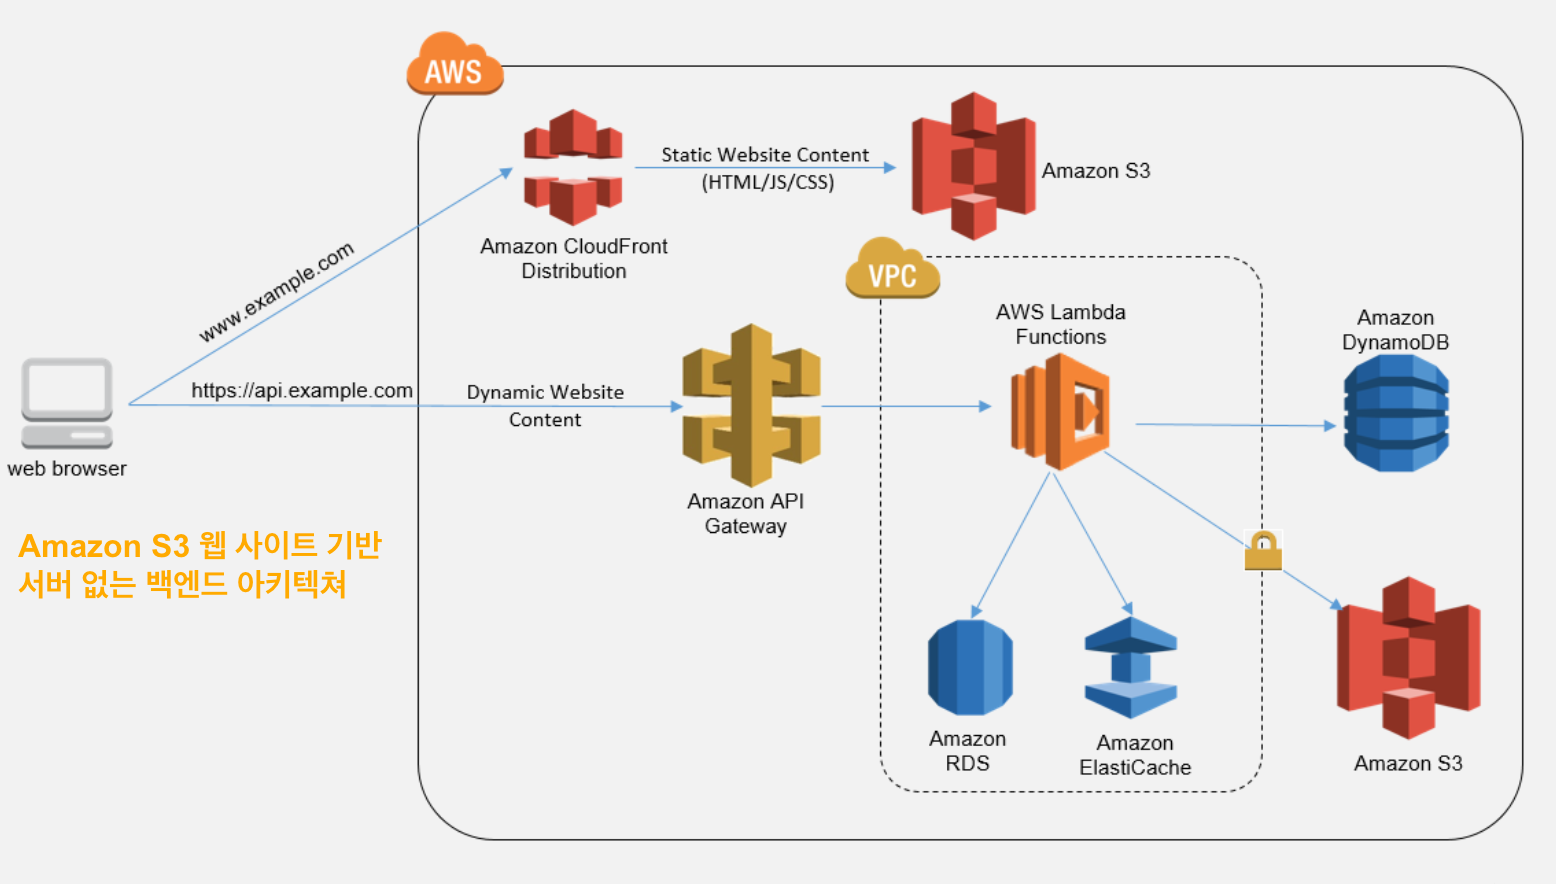 AWS
Static Website Content
(HTML/JS/CSS)
Amazon S3
Amazon CloudFront
Distribution
www.example.com
VPC
AWS Lambda
Functions
Amazon
DynamoDB
https://api.example.com
Dynamic Website
Content
web browser
Amazon API
Gateway
Amazon S3 웹 사이트 기반
서버 없는 백엔드 아키텍쳐
Amazon
RDS
Amazon
ElastiCache
Amazon S3